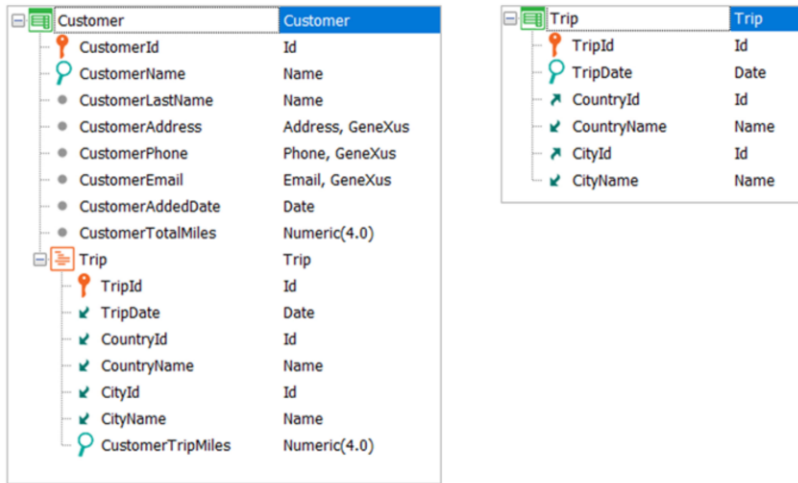 Customer Customer
CustomerId Id
CustomerName Name
CustomerLastName Name
CustomerAddress Address, GeneXus
CustomerPhone Phone, GeneXus
CustomerEmail Email, GeneXus
CustomerAddedDate Date
CustomerTotalMiles Numeric(4.0)
Trip Trip
TripId Id
TripDate Date
CountryId Id
CountryName Name
CityId Id
CityName Name
CustomerTripMiles Numeric(4.0)
Trip Trip
TripId Id
TripDate Date
CountryId Id
CountryName Name
CityId Id
CityName Name